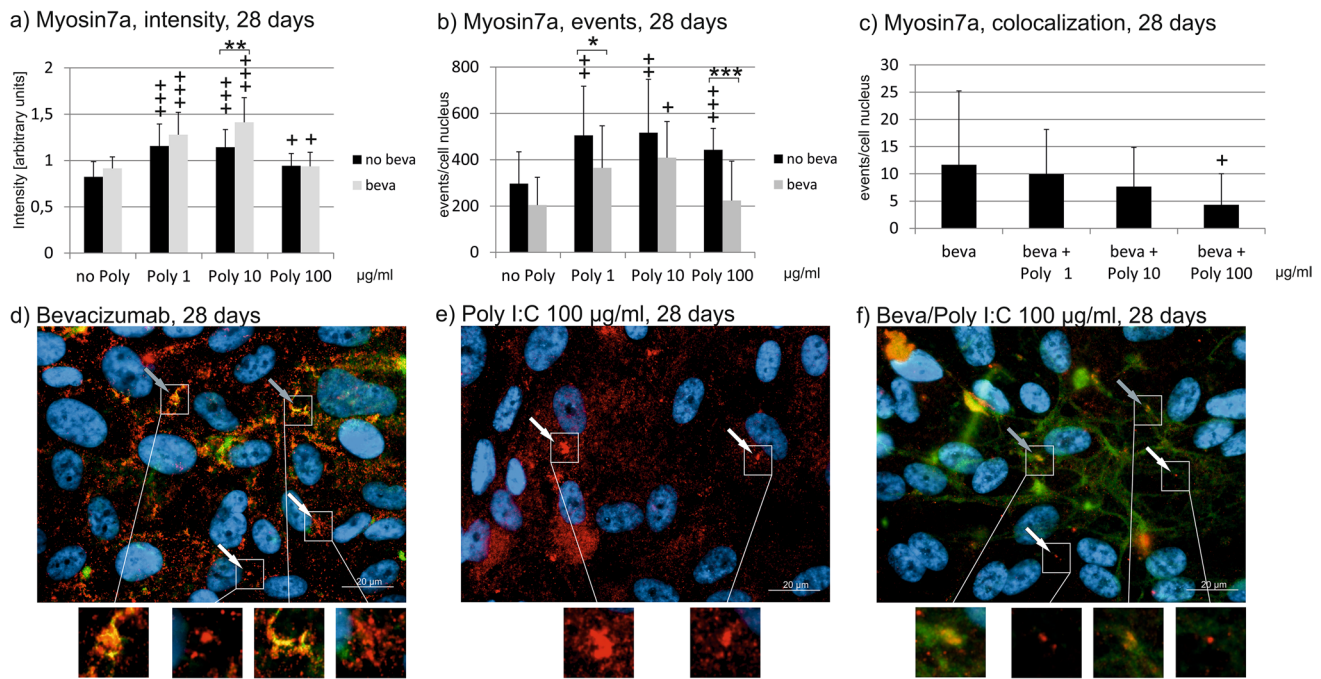 a) Myosin7a, intensity, 28 days
**
+++
+++
+++
+++
+
+
Intensity [arbitrary units]
2
1,5
1
0,5
0
no beva
beva
no Poly
Poly 1
Poly 10
Poly 100
µg/ml
b) Myosin7a, events, 28 days
*
***
++
++
+
+++
events/cell nucleus
800
600
400
200
0
no beva
beva
no Poly
Poly 1
Poly 10
Poly 100
µg/ml
c) Myosin7a, colocalization, 28 days
events/cell nucleus
30
25
20
15
10
5
0
+
beva
beva +
Poly 1
beva +
Poly 10
beva +
Poly 100
µg/ml
d) Bevacizumab, 28 days
20 µm
e) Poly I:C 100 µg/ml, 28 days
20 µm
f) Beva/Poly I:C 100 µg/ml, 28 days
20 µm